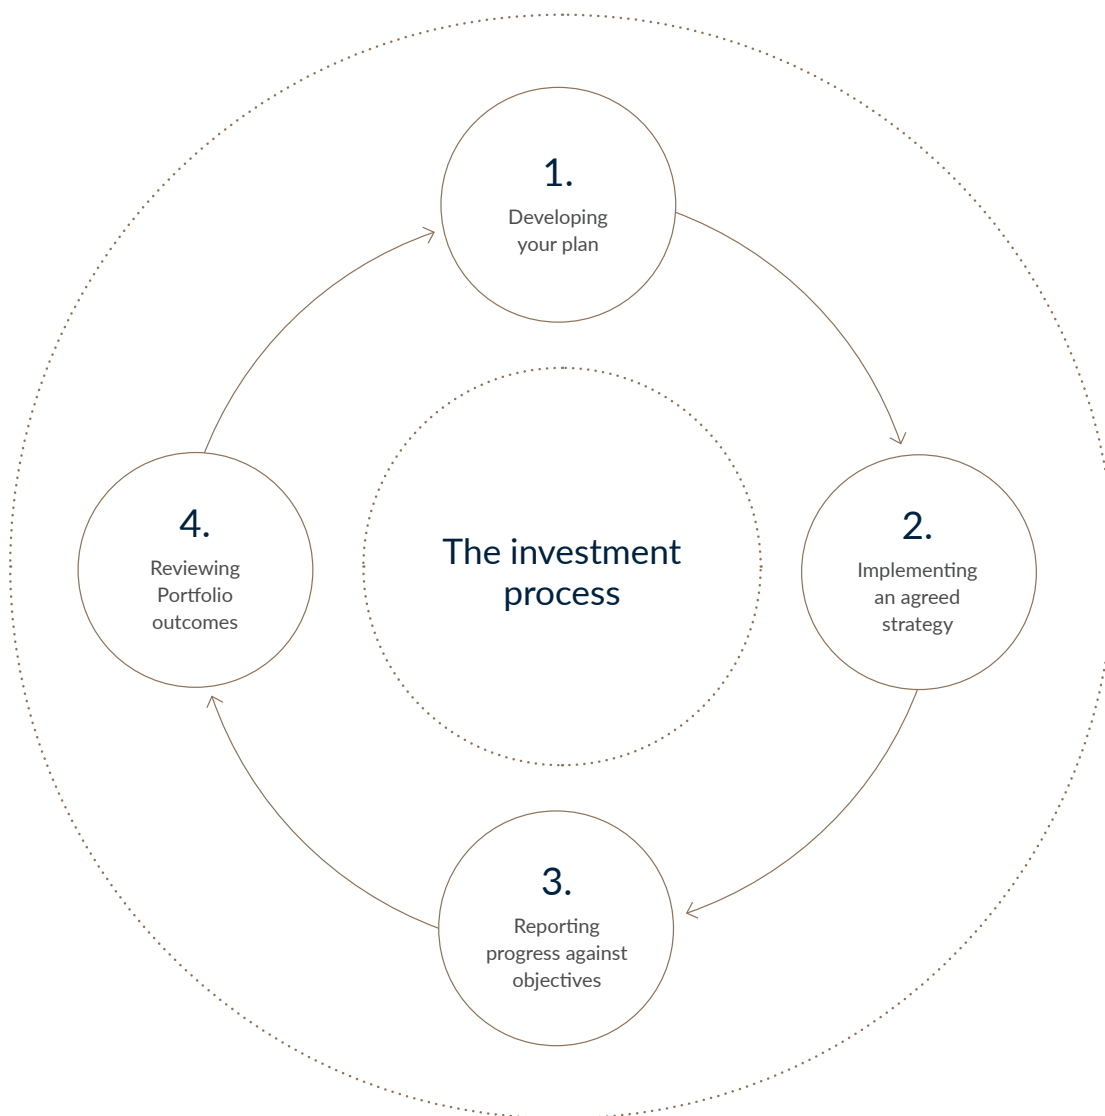 1.
Developing
your plan
2.
Implementing
an agreed
strategy
3.
Reporting
progress against
objectives
4.
Reviewing
Portfolio
outcomes
The investment
process